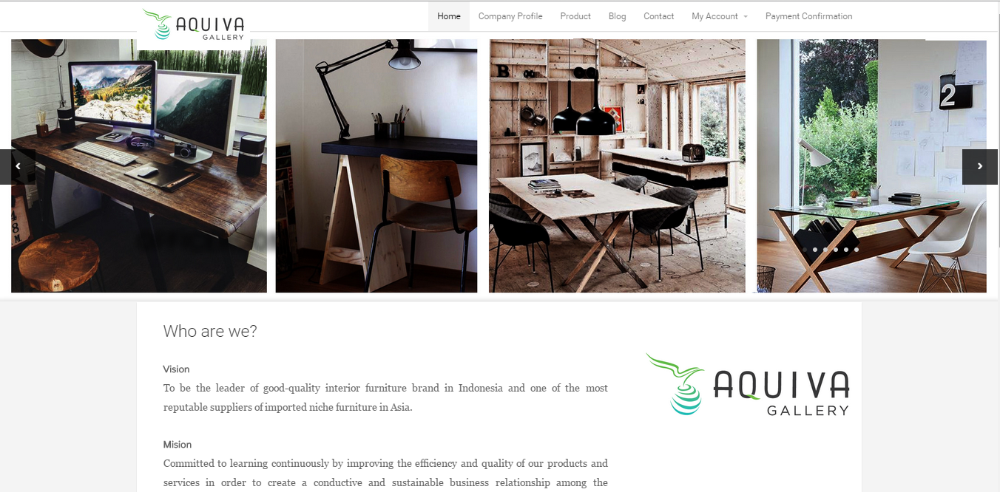 AQUIVA
GALLERY
Home Company Profile Product Blog Contact My Account Payment Confirmation
B
2
Who are we?
Vision
To be the leader of good-quality interior furniture brand in Indonesia and one of the most
reputable suppliers of imported niche furniture in Asia.
AQUIVA
GALLERY
Mision
Committed to learning continuously by improving the efficiency and quality of our products and
services in order to create a conductive and sustainable business relationship among the